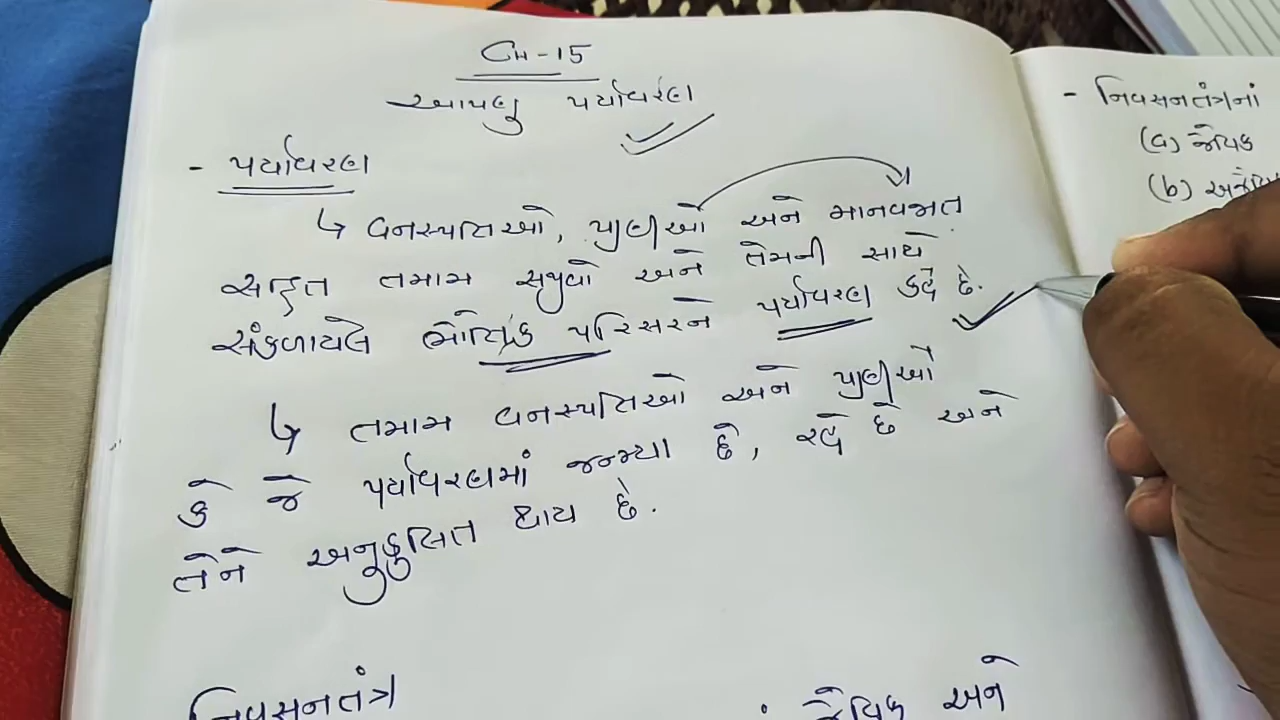 CH-15
આપણુ પર્યાવરણ
- પર્યાવરણ
↳ વનસ્પતિઓ, પ્રાણીઓ અને માનવજાત
સહિત તમામ સજીવો અને તેમની સાથે
સંકળાયેલ ભૌતિક પરિસરને પર્યાવરણ કહે છે.
↳ તમામ વનસ્પતિઓ અને પ્રાણીઓ
કે જે પર્યાવરણમાં જન્મ્યા છે, રહે છે અને
તેને અનુકુલિત થાય છે.
નિવસનતંત્ર
જૈવિક અને
- નિવસનતંત્રનાં
(a) જૈવિક
(b)